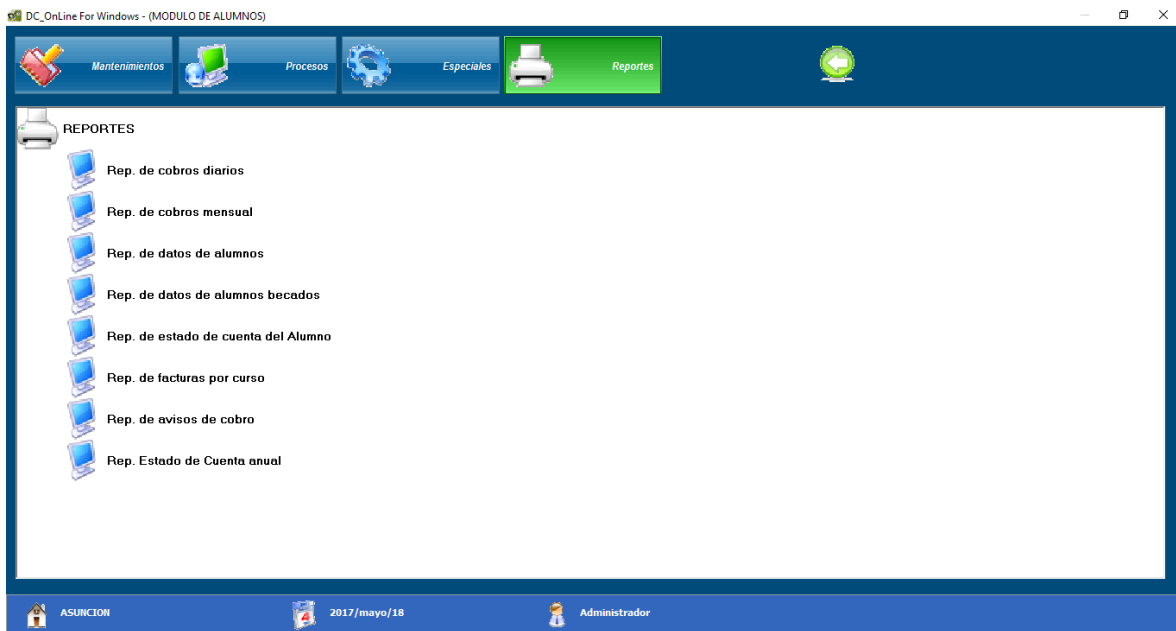 DC_OnLine For Windows - (MODULO DE ALUMNOS)
Mantenimientos
Procesos
Especiales
Reportes
REPORTES
Rep. de cobros diarios
Rep. de cobros mensual
Rep. de datos de alumnos
Rep. de datos de alumnos becados
Rep. de estado de cuenta del Alumno
Rep. de facturas por curso
Rep. de avisos de cobro
Rep. Estado de Cuenta anual
ASUNCION
4
2017/mayo/18
Administrador